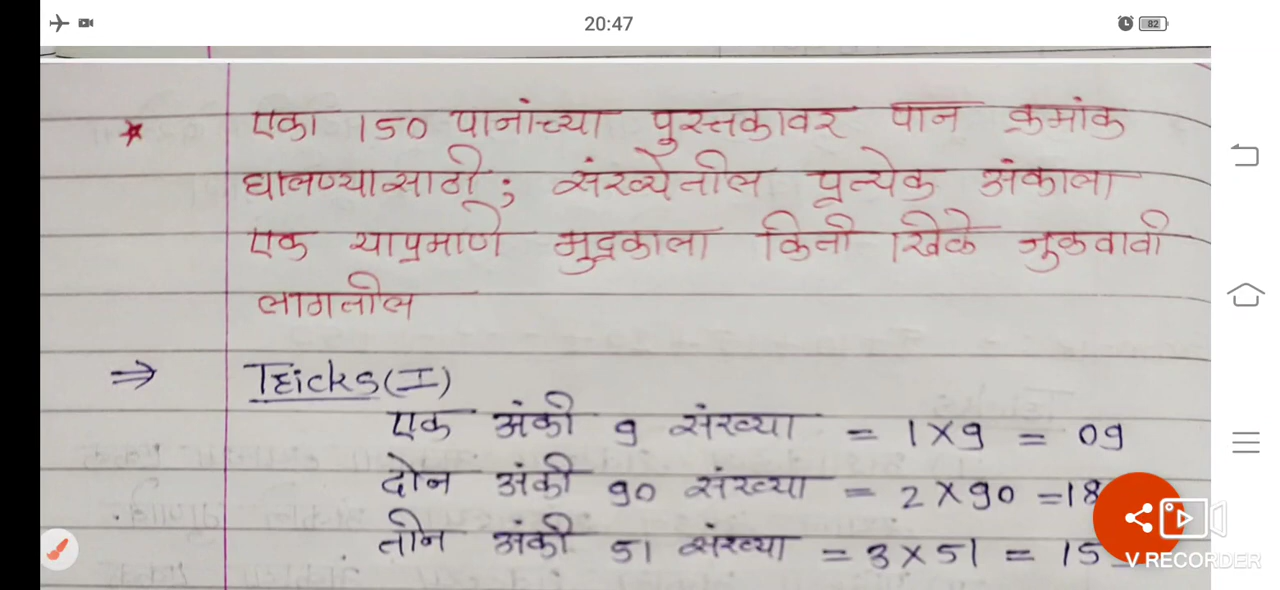 20:47
82
एका 150 पानांच्या पुस्तकावर पान क्रमांक
घालण्यासाठी; संख्येतील प्रत्येक अंकाला
एक याप्रमाणे मुद्रकाला किती खिळे जुळवावी
लागतील
⇒ Tricks (I)
एक अंकी 9 संख्या = 1×9 = 09
दोन अंकी 90 संख्या = 2×90 =18
तीन अंकी 51 संख्या = 3×51 = 15
V RECORDER